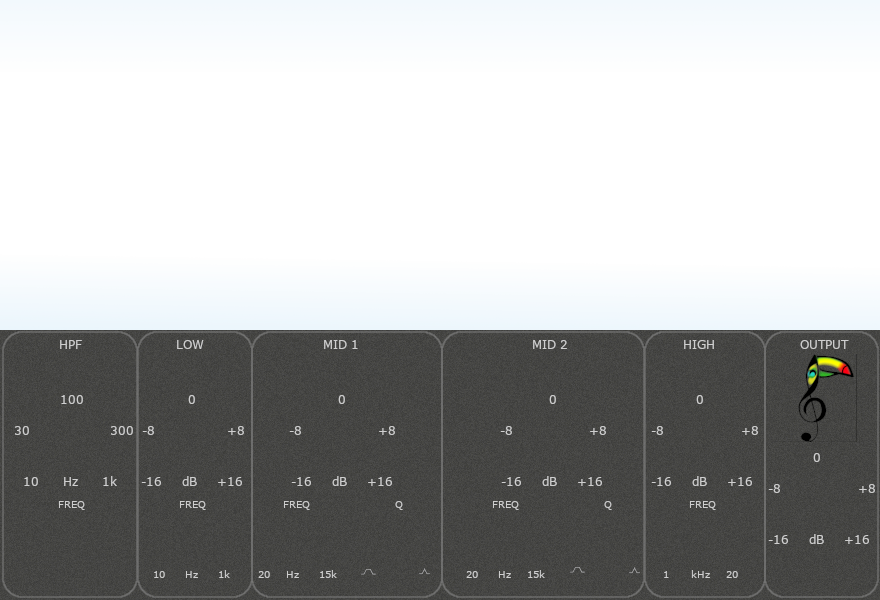 HPF LOW MID 1 MID 2 HIGH OUTPUT
100 0 0 0 0
30 300 -8 +8 -8 +8 -8 +8 -8 +8
0
10 Hz 1k -16 dB +16 -16 dB +16 -16 dB +16 -16 dB +16
-8 +8
FREQ FREQ FREQ Q FREQ Q FREQ
-16 dB +16
10 Hz 1k 20 Hz 15k 20 Hz 15k 1 kHz 20